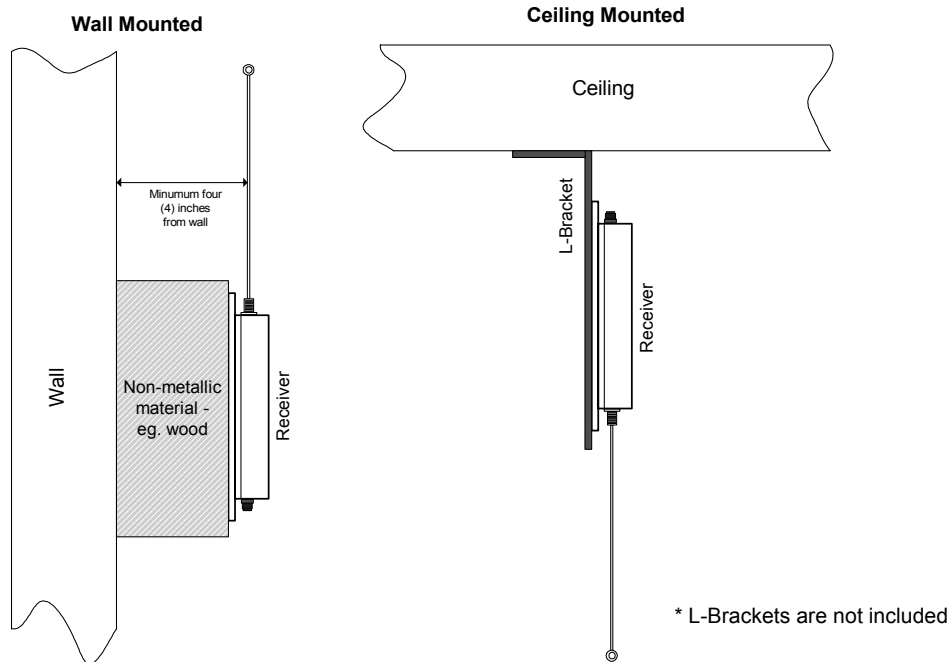 Wall Mounted
Ceiling Mounted
Ceiling
Minumum four
(4) inches
from wall
L-Bracket
Receiver
Wall
Non-metallic
material -
eg. wood
Receiver
* L-Brackets are not included